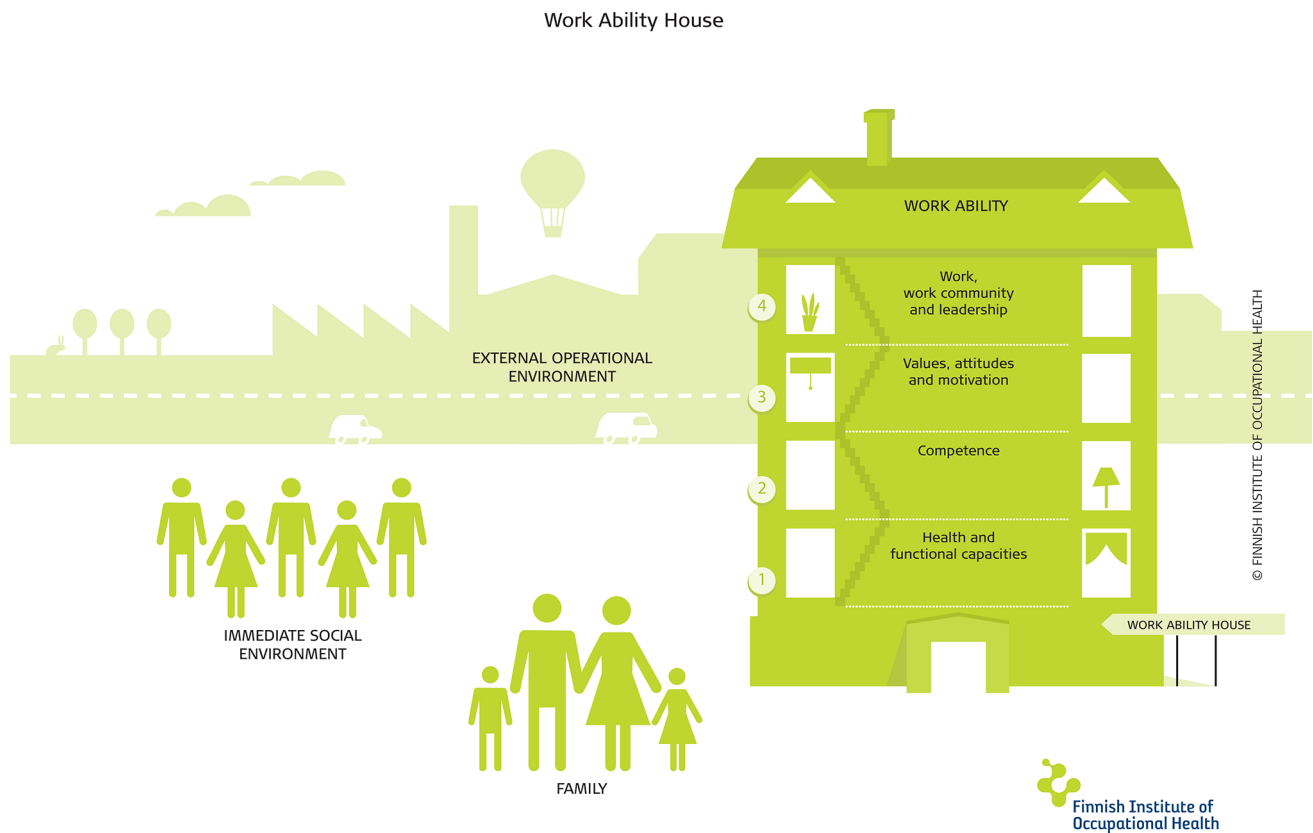 Work Ability House
WORK ABILITY
4
Work,
work community
and leadership
3
Values, attitudes
and motivation
2
Competence
1
Health and
functional capacities
EXTERNAL OPERATIONAL
ENVIRONMENT
IMMEDIATE SOCIAL
ENVIRONMENT
FAMILY
WORK ABILITY HOUSE
© FINNISH INSTITUTE OF OCCUPATIONAL HEALTH
Finnish Institute of
Occupational Health